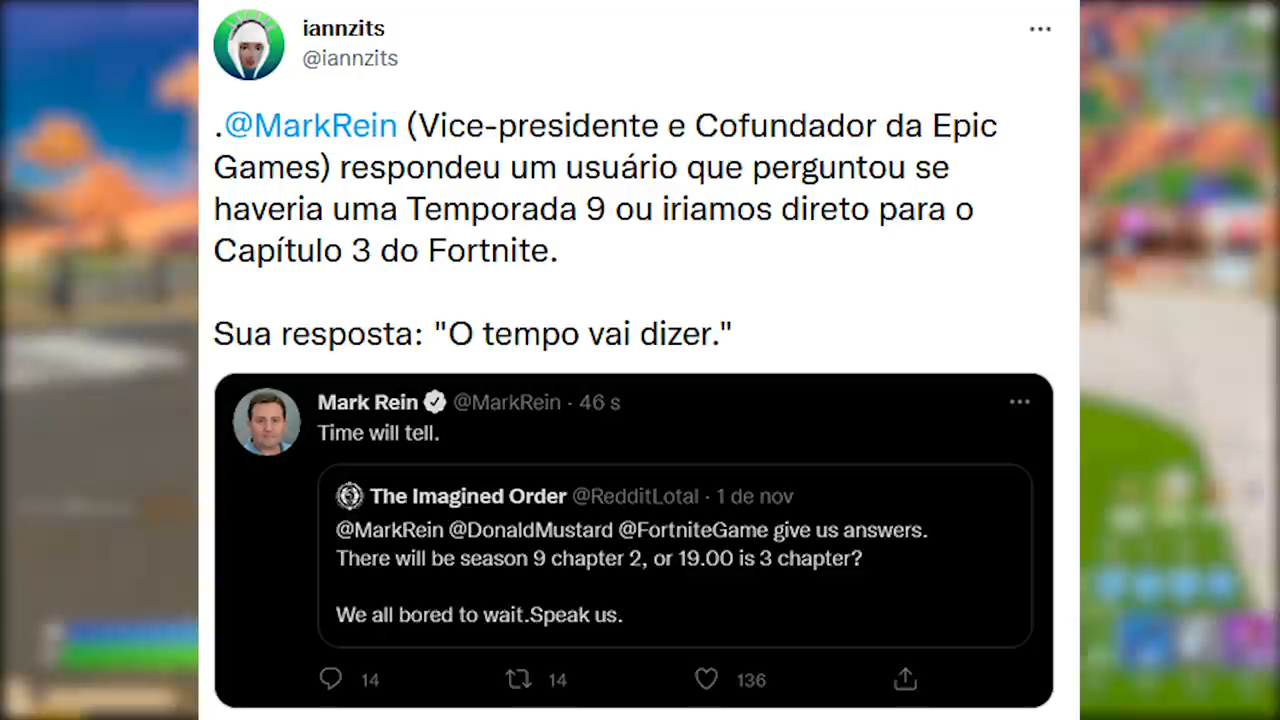 iannzits
@iannzits
.@MarkRein (Vice-presidente e Cofundador da Epic
Games) respondeu um usuário que perguntou se
haveria uma Temporada 9 ou iriamos direto para o
Capítulo 3 do Fortnite.
Sua resposta: "O tempo vai dizer."
Mark Rein @MarkRein · 46 s
Time will tell.
The Imagined Order @RedditLotal · 1 de nov
@MarkRein @DonaldMustard @FortniteGame give us answers.
There will be season 9 chapter 2, or 19.00 is 3 chapter?
We all bored to wait.Speak us.
14 14 136